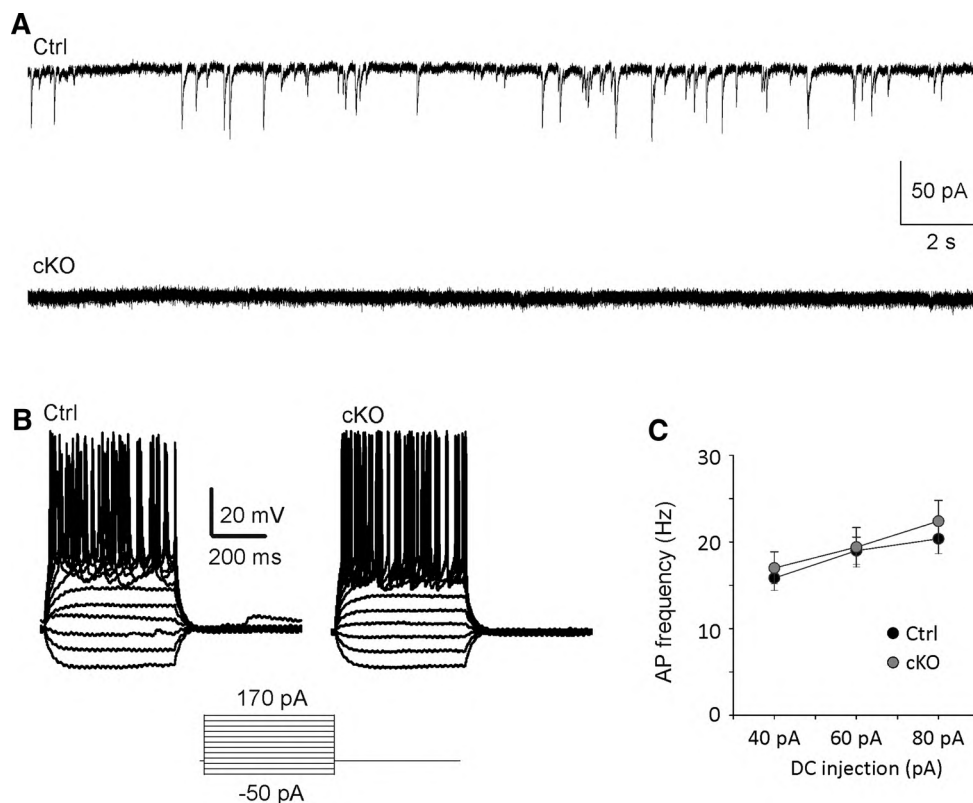 A
Ctrl
50 pA
2 s
cKO
B
Ctrl
cKO
20 mV
200 ms
170 pA
-50 pA
C
30
20
10
0
AP frequency (Hz)
Ctrl
cKO
40 pA 60 pA 80 pA
DC injection (pA)